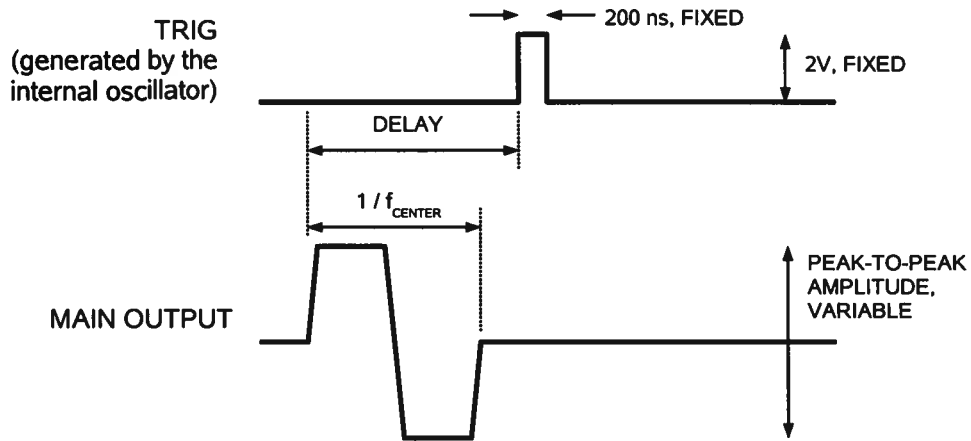 TRIG
(generated by the
internal oscillator)
200 ns, FIXED
2V, FIXED
DELAY
1 / fCENTER
MAIN OUTPUT
PEAK-TO-PEAK
AMPLITUDE,
VARIABLE